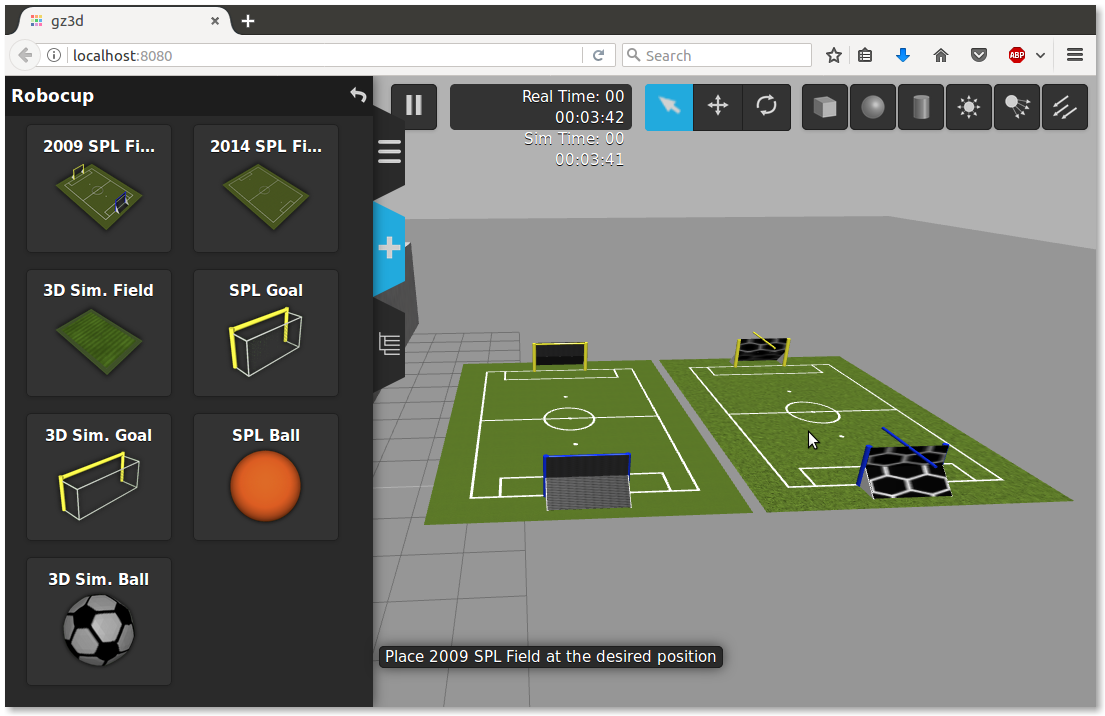 gz3d
localhost:8080
Search
ABP
Robocup
Real Time: 00
00:03:42
Sim Time: 00
00:03:41
2009 SPL Fi...
2014 SPL Fi...
3D Sim. Field
SPL Goal
3D Sim. Goal
SPL Ball
3D Sim. Ball
Place 2009 SPL Field at the desired position